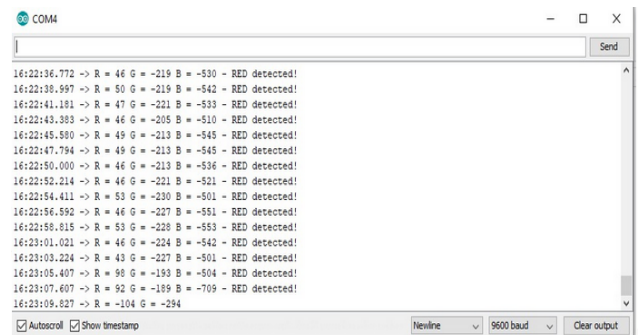 COM4
Send
16:22:36.772 -> R = 46 G = -219 B = -530 - RED detected!
16:22:38.997 -> R = 50 G = -219 B = -542 - RED detected!
16:22:41.181 -> R = 47 G = -221 B = -533 - RED detected!
16:22:43.383 -> R = 46 G = -205 B = -510 - RED detected!
16:22:45.580 -> R = 49 G = -213 B = -545 - RED detected!
16:22:47.794 -> R = 49 G = -213 B = -545 - RED detected!
16:22:50.000 -> R = 46 G = -213 B = -536 - RED detected!
16:22:52.214 -> R = 46 G = -221 B = -521 - RED detected!
16:22:54.411 -> R = 53 G = -230 B = -501 - RED detected!
16:22:56.592 -> R = 46 G = -227 B = -551 - RED detected!
16:22:58.815 -> R = 53 G = -228 B = -553 - RED detected!
16:23:01.021 -> R = 46 G = -224 B = -542 - RED detected!
16:23:03.224 -> R = 43 G = -227 B = -501 - RED detected!
16:23:05.407 -> R = 98 G = -193 B = -504 - RED detected!
16:23:07.607 -> R = 92 G = -189 B = -709 - RED detected!
16:23:09.827 -> R = -104 G = -294
Autoscroll Show timestamp Newline 9600 baud Clear output